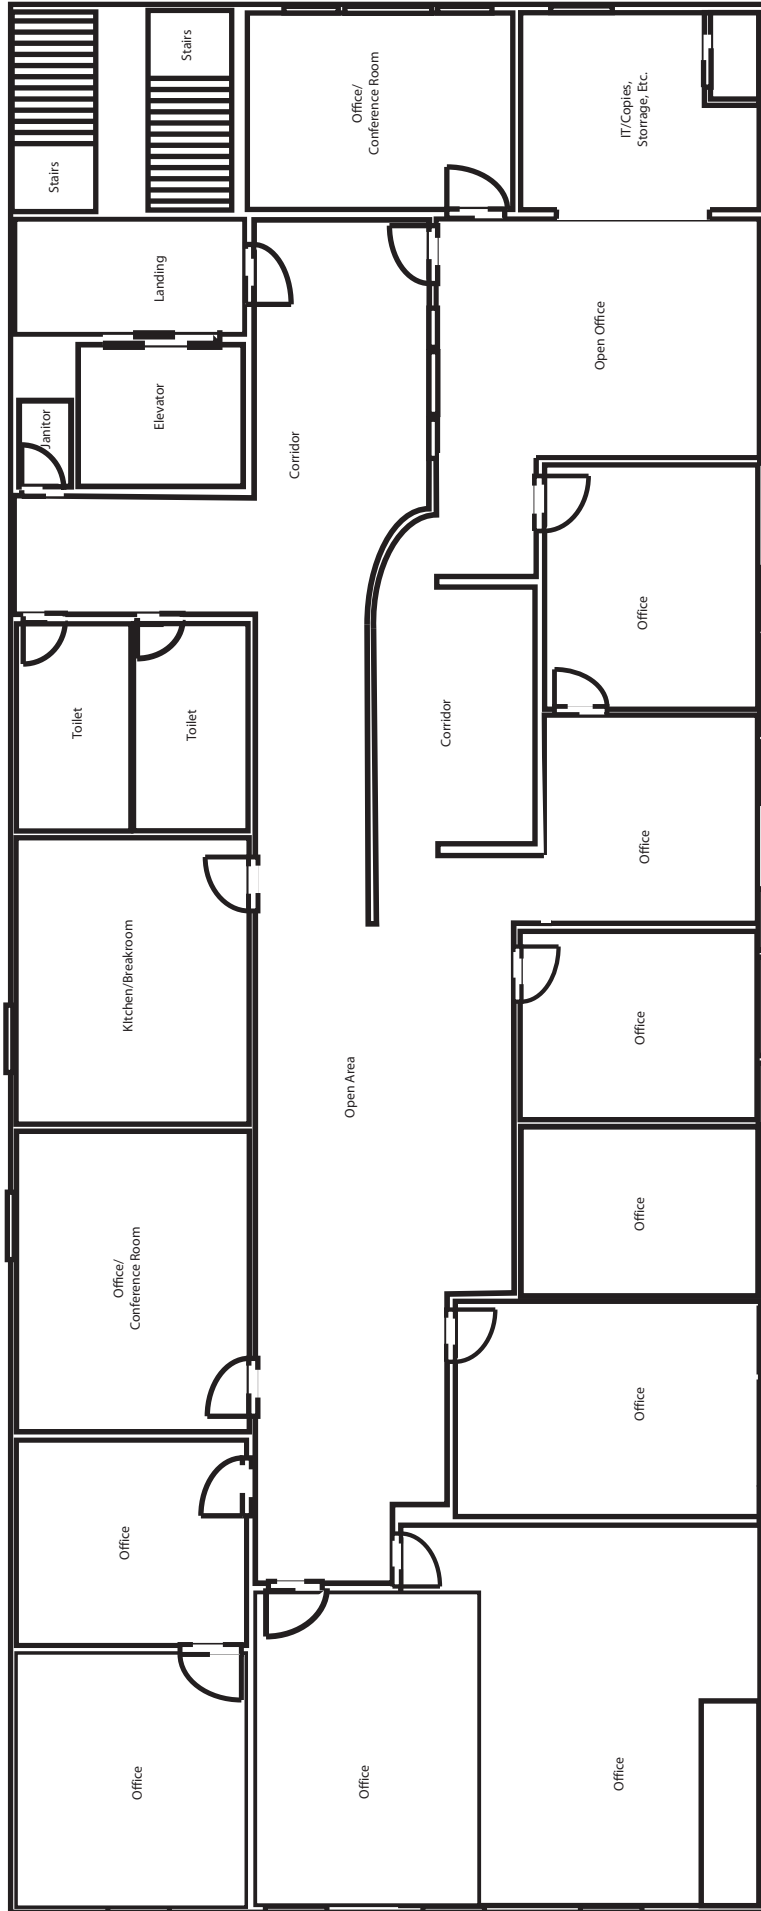 Stairs
Stairs
Office/
Conference Room
IT/Copies,
Storrage, Etc.
Landing
Elevator
Janitor
Corridor
Open Office
Office
Toilet
Toilet
Corridor
Office
KItchen/Breakroom
Open Area
Office
Office/
Conference Room
Office
Office
Office
Office
Office
Office